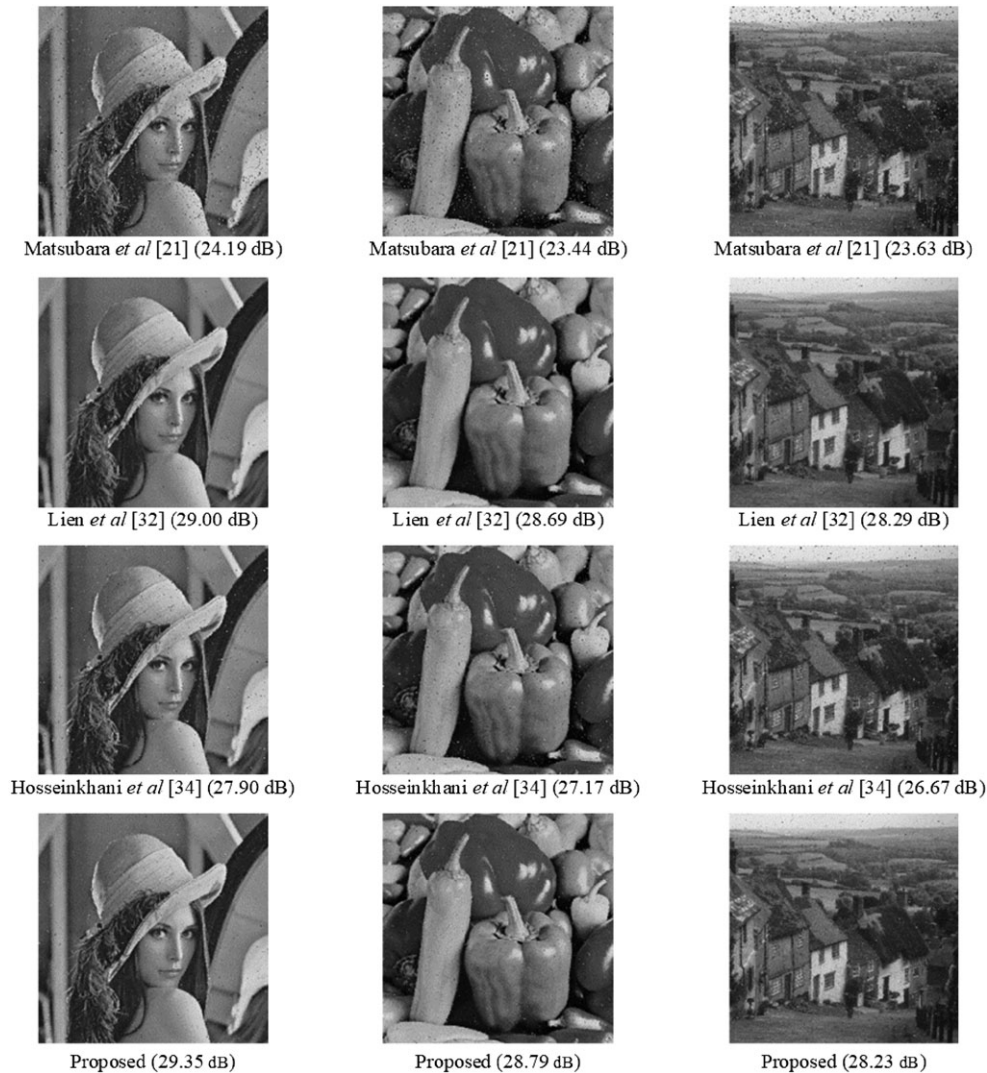 Matsubara et al [21] (24.19 dB)
Matsubara et al [21] (23.44 dB)
Matsubara et al [21] (23.63 dB)
Lien et al [32] (29.00 dB)
Lien et al [32] (28.69 dB)
Lien et al [32] (28.29 dB)
Hosseinkhani et al [34] (27.90 dB)
Hosseinkhani et al [34] (27.17 dB)
Hosseinkhani et al [34] (26.67 dB)
Proposed (29.35 dB)
Proposed (28.79 dB)
Proposed (28.23 dB)